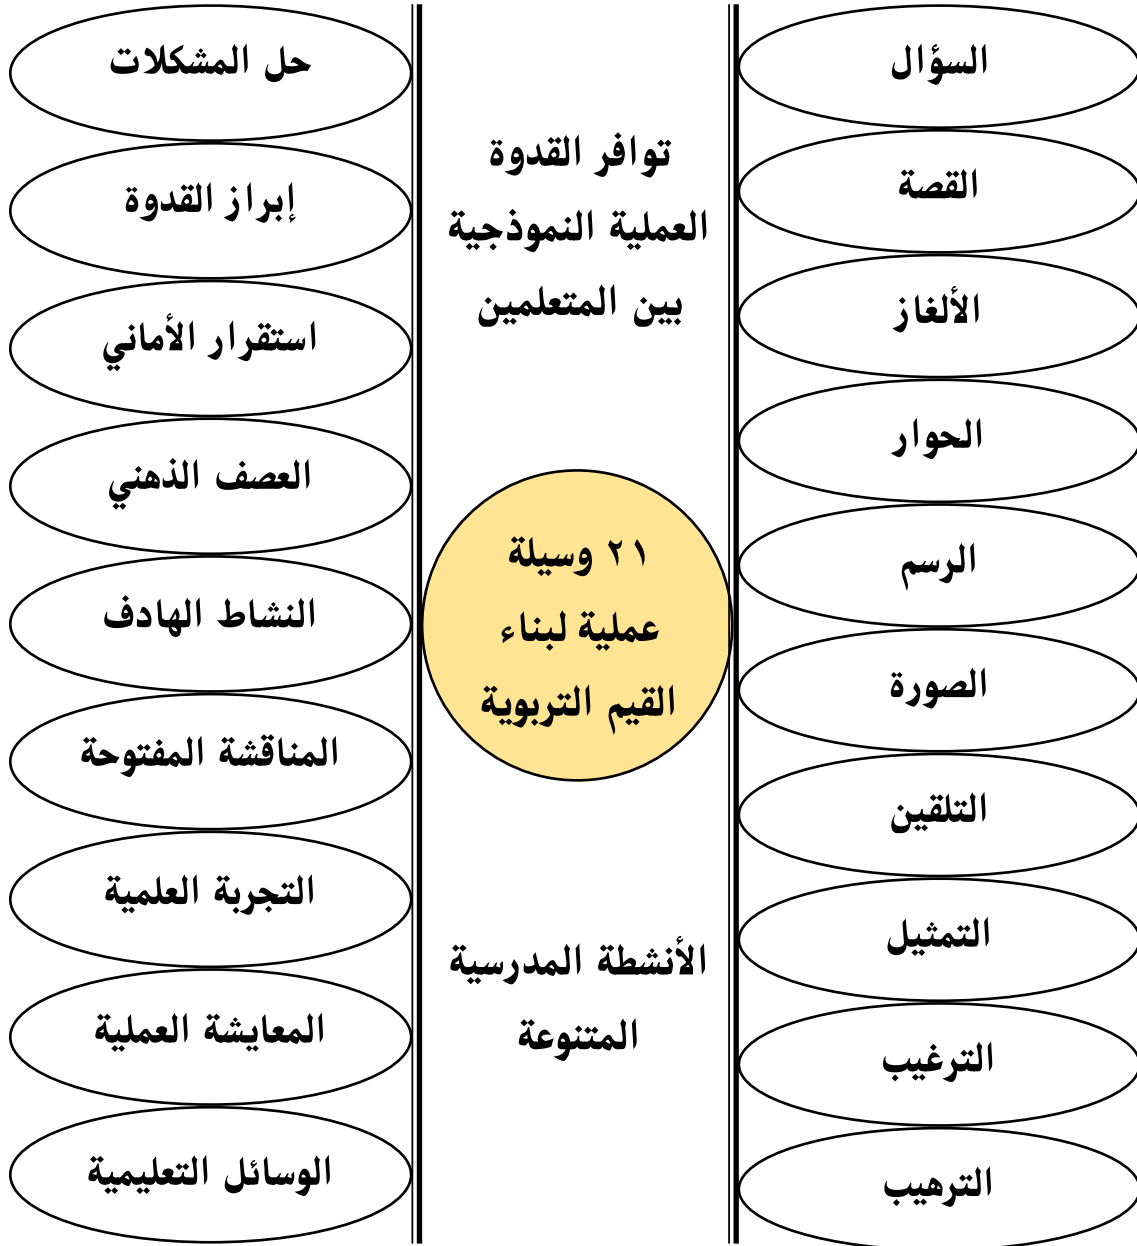 السؤال
القصة
الألغاز
الحوار
الرسم
الصورة
التلقين
التمثيل
الترغيب
الترهيب
توافر القدوة
العملية النموذجية
بين المتعلمين
٢١ وسيلة
عملية لبناء
القيم التربوية
الأنشطة المدرسية
المتنوعة
حل المشكلات
إبراز القدوة
استقرار الأماني
العصف الذهني
النشاط الهادف
المناقشة المفتوحة
التجربة العلمية
المعايشة العملية
الوسائل التعليمية